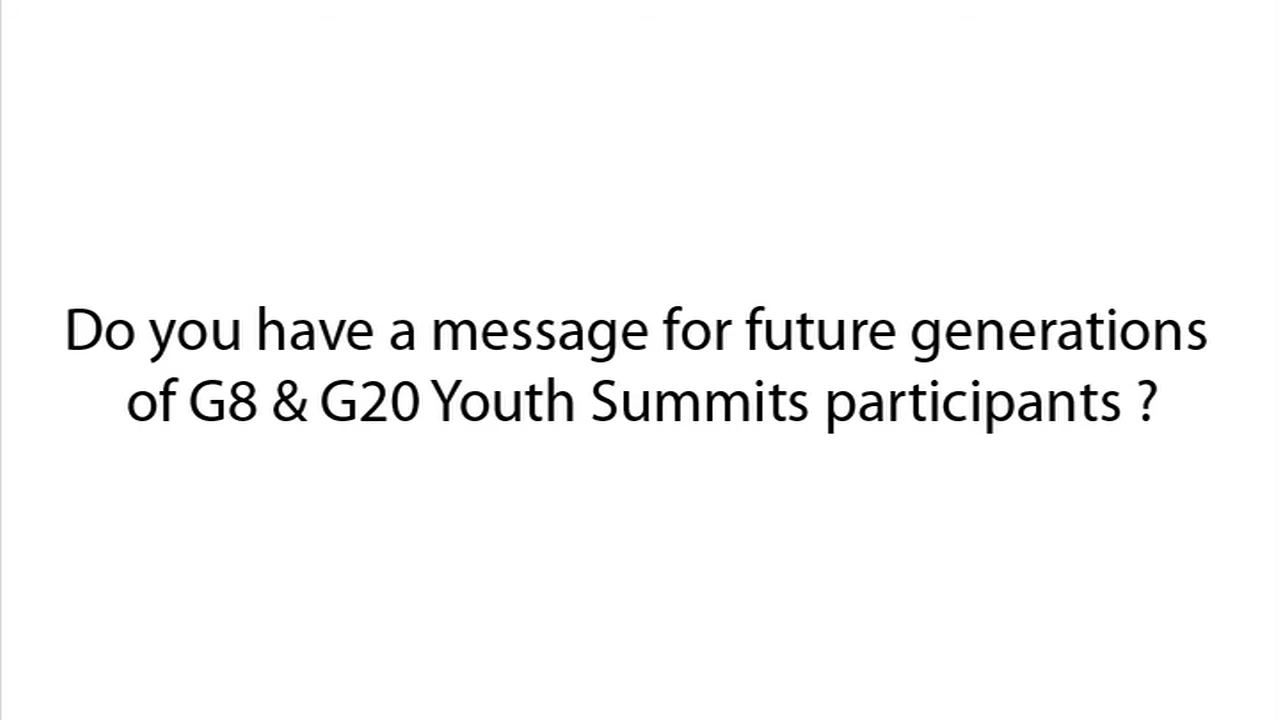 Do you have a message for future generations
of G8 & G20 Youth Summits participants ?